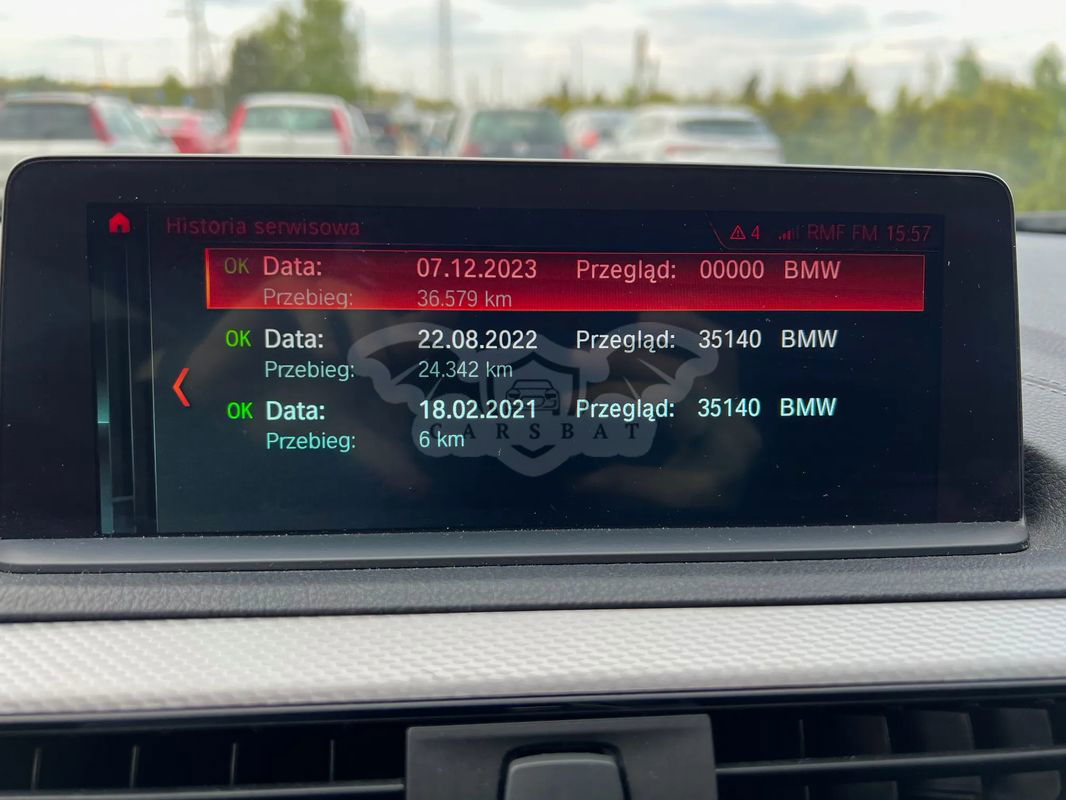 Historia serwisowa
4 RMF FM 15:57
OK Data: 07.12.2023 Przegląd: 00000 BMW
Przebieg: 36.579 km
OK Data: 22.08.2022 Przegląd: 35140 BMW
Przebieg: 24.342 km
OK Data: 18.02.2021 Przegląd: 35140 BMW
Przebieg: 6 km
CARSBAT